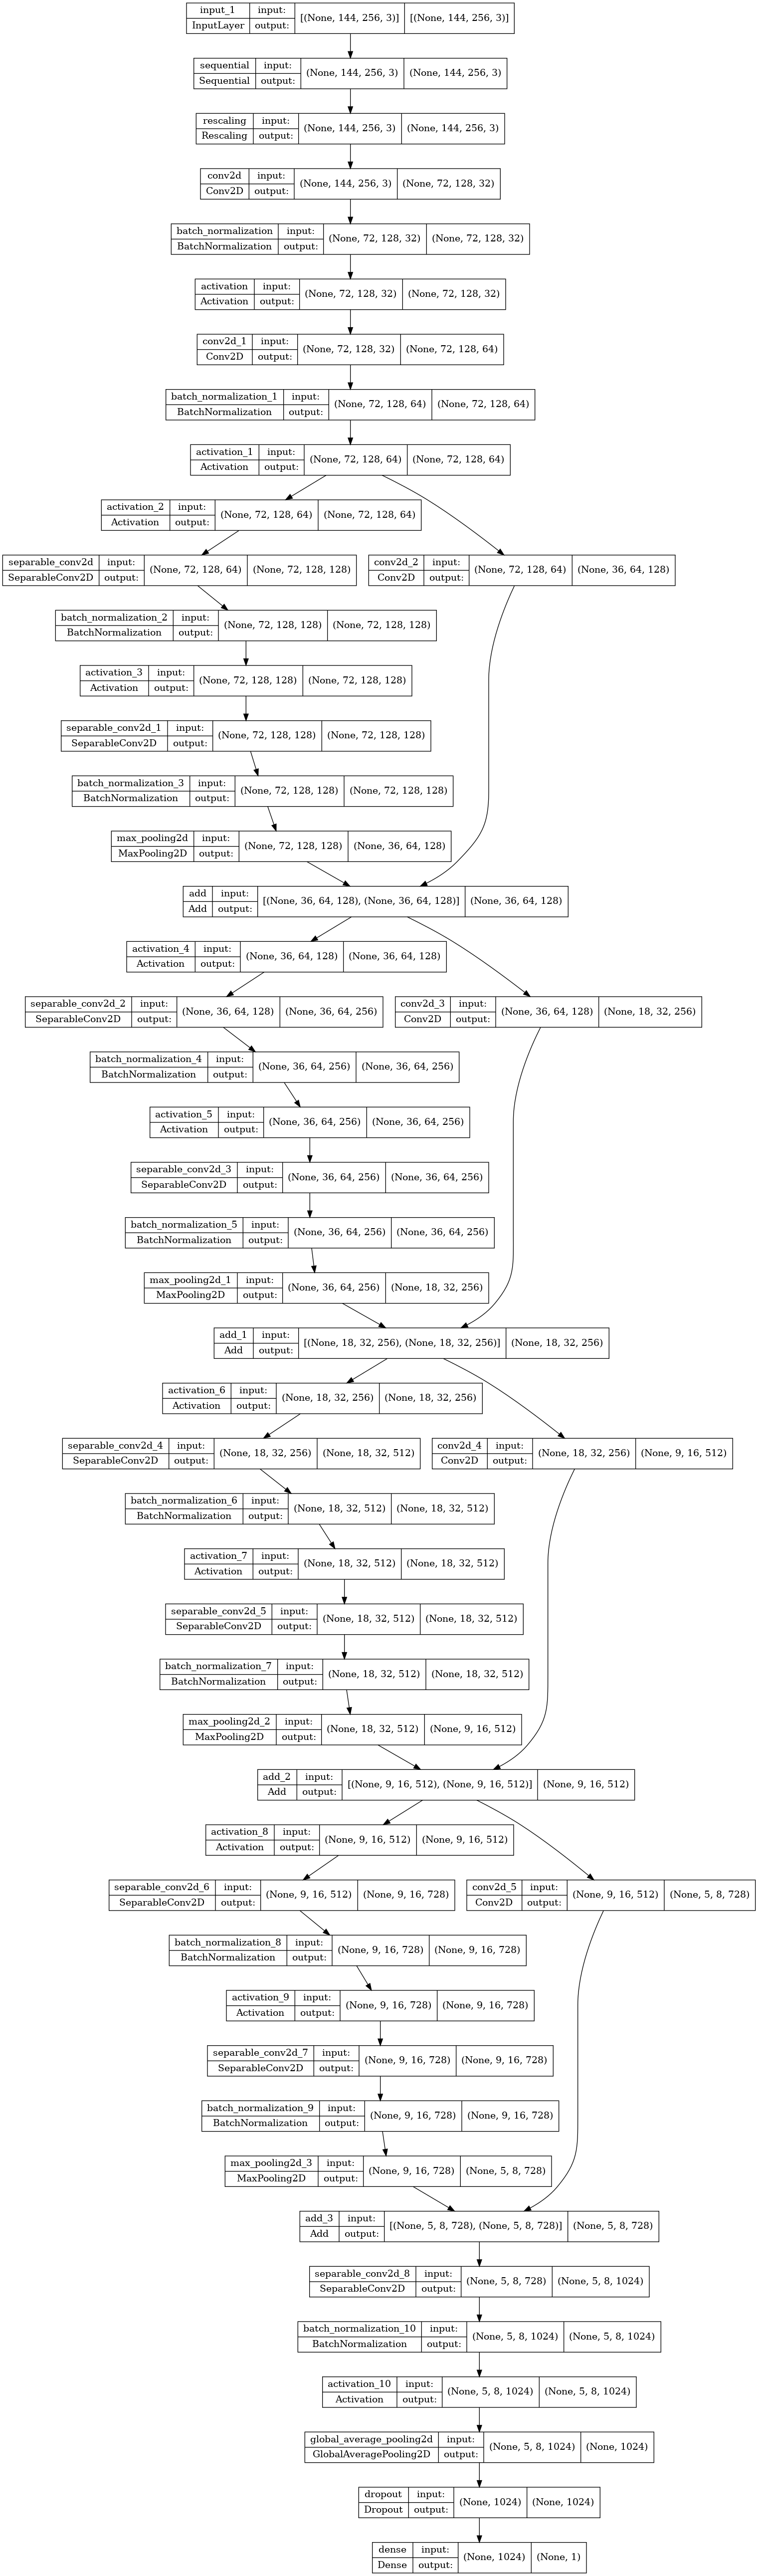 input_1 input: [(None, 144, 256, 3)] [(None, 144, 256, 3)]
InputLayer output:
sequential input: (None, 144, 256, 3) (None, 144, 256, 3)
Sequential output:
rescaling input: (None, 144, 256, 3) (None, 144, 256, 3)
Rescaling output:
conv2d input: (None, 144, 256, 3) (None, 72, 128, 32)
Conv2D output:
batch_normalization input: (None, 72, 128, 32) (None, 72, 128, 32)
BatchNormalization output:
activation input: (None, 72, 128, 32) (None, 72, 128, 32)
Activation output:
conv2d_1 input: (None, 72, 128, 32) (None, 72, 128, 64)
Conv2D output:
batch_normalization_1 input: (None, 72, 128, 64) (None, 72, 128, 64)
BatchNormalization output:
activation_1 input: (None, 72, 128, 64) (None, 72, 128, 64)
Activation output:
activation_2 input: (None, 72, 128, 64) (None, 72, 128, 64)
Activation output:
separable_conv2d input: (None, 72, 128, 64) (None, 72, 128, 128)
SeparableConv2D output:
conv2d_2 input: (None, 72, 128, 64) (None, 36, 64, 128)
Conv2D output:
batch_normalization_2 input: (None, 72, 128, 128) (None, 72, 128, 128)
BatchNormalization output:
activation_3 input: (None, 72, 128, 128) (None, 72, 128, 128)
Activation output:
separable_conv2d_1 input: (None, 72, 128, 128) (None, 72, 128, 128)
SeparableConv2D output:
batch_normalization_3 input: (None, 72, 128, 128) (None, 72, 128, 128)
BatchNormalization output:
max_pooling2d input: (None, 72, 128, 128) (None, 36, 64, 128)
MaxPooling2D output:
add input: [(None, 36, 64, 128), (None, 36, 64, 128)] (None, 36, 64, 128)
Add output:
activation_4 input: (None, 36, 64, 128) (None, 36, 64, 128)
Activation output:
separable_conv2d_2 input: (None, 36, 64, 128) (None, 36, 64, 256)
SeparableConv2D output:
conv2d_3 input: (None, 36, 64, 128) (None, 18, 32, 256)
Conv2D output:
batch_normalization_4 input: (None, 36, 64, 256) (None, 36, 64, 256)
BatchNormalization output:
activation_5 input: (None, 36, 64, 256) (None, 36, 64, 256)
Activation output:
separable_conv2d_3 input: (None, 36, 64, 256) (None, 36, 64, 256)
SeparableConv2D output:
batch_normalization_5 input: (None, 36, 64, 256) (None, 36, 64, 256)
BatchNormalization output:
max_pooling2d_1 input: (None, 36, 64, 256) (None, 18, 32, 256)
MaxPooling2D output:
add_1 input: [(None, 18, 32, 256), (None, 18, 32, 256)] (None, 18, 32, 256)
Add output:
activation_6 input: (None, 18, 32, 256) (None, 18, 32, 256)
Activation output:
separable_conv2d_4 input: (None, 18, 32, 256) (None, 18, 32, 512)
SeparableConv2D output:
conv2d_4 input: (None, 18, 32, 256) (None, 9, 16, 512)
Conv2D output:
batch_normalization_6 input: (None, 18, 32, 512) (None, 18, 32, 512)
BatchNormalization output:
activation_7 input: (None, 18, 32, 512) (None, 18, 32, 512)
Activation output:
separable_conv2d_5 input: (None, 18, 32, 512) (None, 18, 32, 512)
SeparableConv2D output:
batch_normalization_7 input: (None, 18, 32, 512) (None, 18, 32, 512)
BatchNormalization output:
max_pooling2d_2 input: (None, 18, 32, 512) (None, 9, 16, 512)
MaxPooling2D output:
add_2 input: [(None, 9, 16, 512), (None, 9, 16, 512)] (None, 9, 16, 512)
Add output:
activation_8 input: (None, 9, 16, 512) (None, 9, 16, 512)
Activation output:
separable_conv2d_6 input: (None, 9, 16, 512) (None, 9, 16, 728)
SeparableConv2D output:
conv2d_5 input: (None, 9, 16, 512) (None, 5, 8, 728)
Conv2D output:
batch_normalization_8 input: (None, 9, 16, 728) (None, 9, 16, 728)
BatchNormalization output:
activation_9 input: (None, 9, 16, 728) (None, 9, 16, 728)
Activation output:
separable_conv2d_7 input: (None, 9, 16, 728) (None, 9, 16, 728)
SeparableConv2D output:
batch_normalization_9 input: (None, 9, 16, 728) (None, 9, 16, 728)
BatchNormalization output:
max_pooling2d_3 input: (None, 9, 16, 728) (None, 5, 8, 728)
MaxPooling2D output:
add_3 input: [(None, 5, 8, 728), (None, 5, 8, 728)] (None, 5, 8, 728)
Add output:
separable_conv2d_8 input: (None, 5, 8, 728) (None, 5, 8, 1024)
SeparableConv2D output:
batch_normalization_10 input: (None, 5, 8, 1024) (None, 5, 8, 1024)
BatchNormalization output:
activation_10 input: (None, 5, 8, 1024) (None, 5, 8, 1024)
Activation output:
global_average_pooling2d input: (None, 5, 8, 1024) (None, 1024)
GlobalAveragePooling2D output:
dropout input: (None, 1024) (None, 1024)
Dropout output:
dense input: (None, 1024) (None, 1)
Dense output: